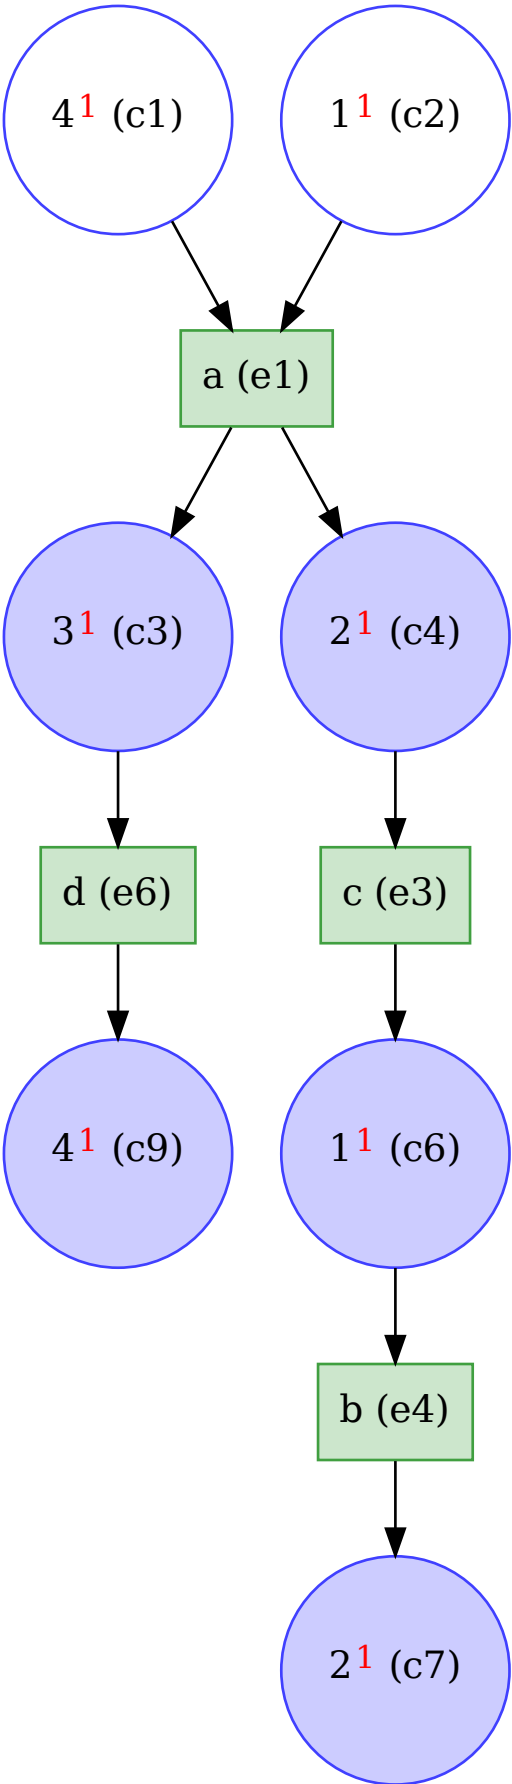 4¹ (c1)
1¹ (c2)
a (e1)
3¹ (c3)
2¹ (c4)
d (e6)
c (e3)
4¹ (c9)
1¹ (c6)
b (e4)
2¹ (c7)